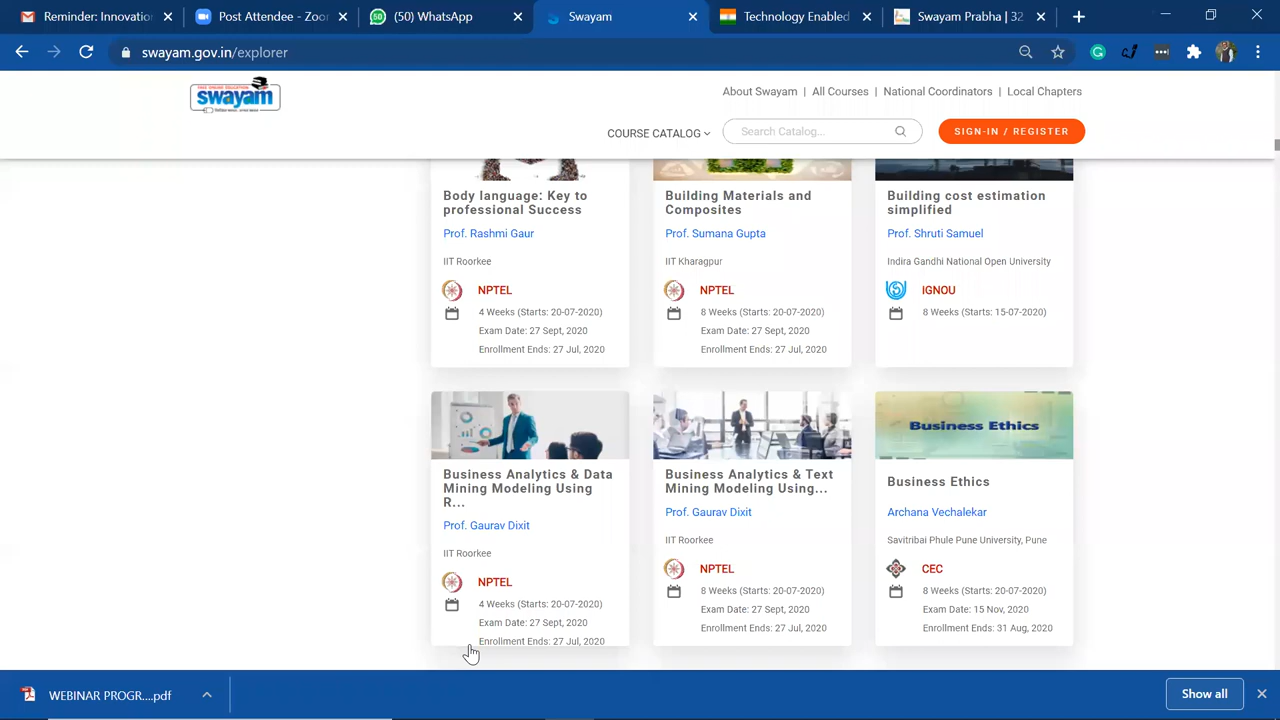 Reminder: Innovation
Post Attendee - Zoo
(50) WhatsApp
Swayam
Technology Enabled
Swayam Prabha | 32
swayam.gov.in/explorer
FREE ONLINE EDUCATION
swayam
About Swayam | All Courses | National Coordinators | Local Chapters
COURSE CATALOG
Search Catalog...
SIGN-IN / REGISTER
Body language: Key to
professional Success
Prof. Rashmi Gaur
IIT Roorkee
NPTEL
4 Weeks (Starts: 20-07-2020)
Exam Date: 27 Sept, 2020
Enrollment Ends: 27 Jul, 2020
Building Materials and
Composites
Prof. Sumana Gupta
IIT Kharagpur
NPTEL
8 Weeks (Starts: 20-07-2020)
Exam Date: 27 Sept, 2020
Enrollment Ends: 27 Jul, 2020
Building cost estimation
simplified
Prof. Shruti Samuel
Indira Gandhi National Open University
IGNOU
8 Weeks (Starts: 15-07-2020)
Business Analytics & Data
Mining Modeling Using
R...
Prof. Gaurav Dixit
IIT Roorkee
NPTEL
4 Weeks (Starts: 20-07-2020)
Exam Date: 27 Sept, 2020
Enrollment Ends: 27 Jul, 2020
Business Analytics & Text
Mining Modeling Using...
Prof. Gaurav Dixit
IIT Roorkee
NPTEL
8 Weeks (Starts: 20-07-2020)
Exam Date: 27 Sept, 2020
Enrollment Ends: 27 Jul, 2020
Business Ethics
Business Ethics
Archana Vechalekar
Savitribai Phule Pune University, Pune
CEC
8 Weeks (Starts: 20-07-2020)
Exam Date: 15 Nov, 2020
Enrollment Ends: 31 Aug, 2020
WEBINAR PROGR....pdf
Show all